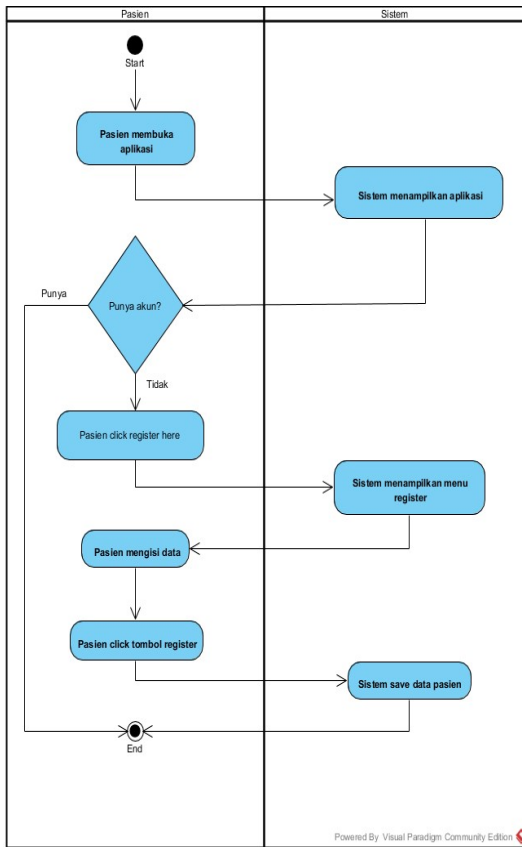 Pasien
Sistem
Start
Pasien membuka
aplikasi
Sistem menampilkan aplikasi
Punya
Punya akun?
Tidak
Pasien click register here
Sistem menampilkan menu
register
Pasien mengisi data
Pasien click tombol register
Sistem save data pasien
End
Powered By Visual Paradigm Community Edition